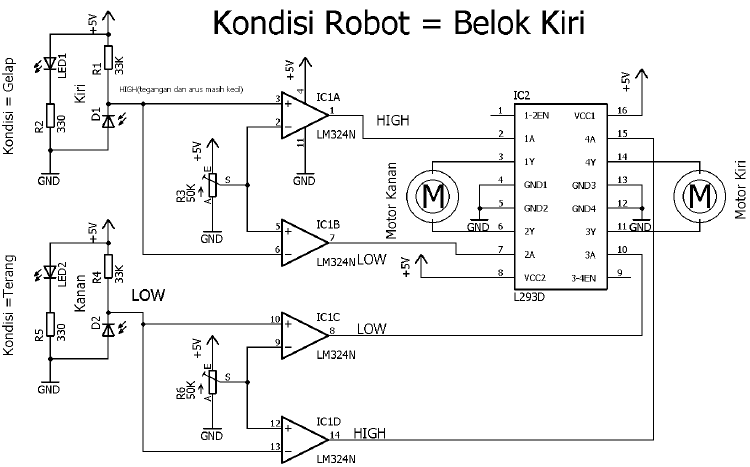 Kondisi Robot = Belok Kiri
Kondisi = Gelap
+5V
LED1
R1
33K
Kiri
HIGH(tegangan dan arus masih kecil)
D1
R2
330
GND
+5V
4
3
IC1A
1
HIGH
2
LM324N
11
GND
+5V
E
R3
50K
S
A
GND
5
IC1B
7
6
LM324N
LOW
Kondisi =Terang
+5V
LED2
R4
33K
Kanan
LOW
D2
R5
330
GND
10
IC1C
8
LOW
9
LM324N
+5V
E
R6
50K
S
A
GND
12
IC1D
14
HIGH
13
LM324N
IC2
+5V
1
1-2EN
VCC1
16
2
1A
4A
15
3
1Y
4Y
14
4
GND1
GND3
13
5
GND2
GND4
12
GND
GND
6
2Y
3Y
11
7
2A
3A
10
+5V
8
VCC2
3-4EN
9
L293D
Motor Kanan
M
M
Motor Kiri